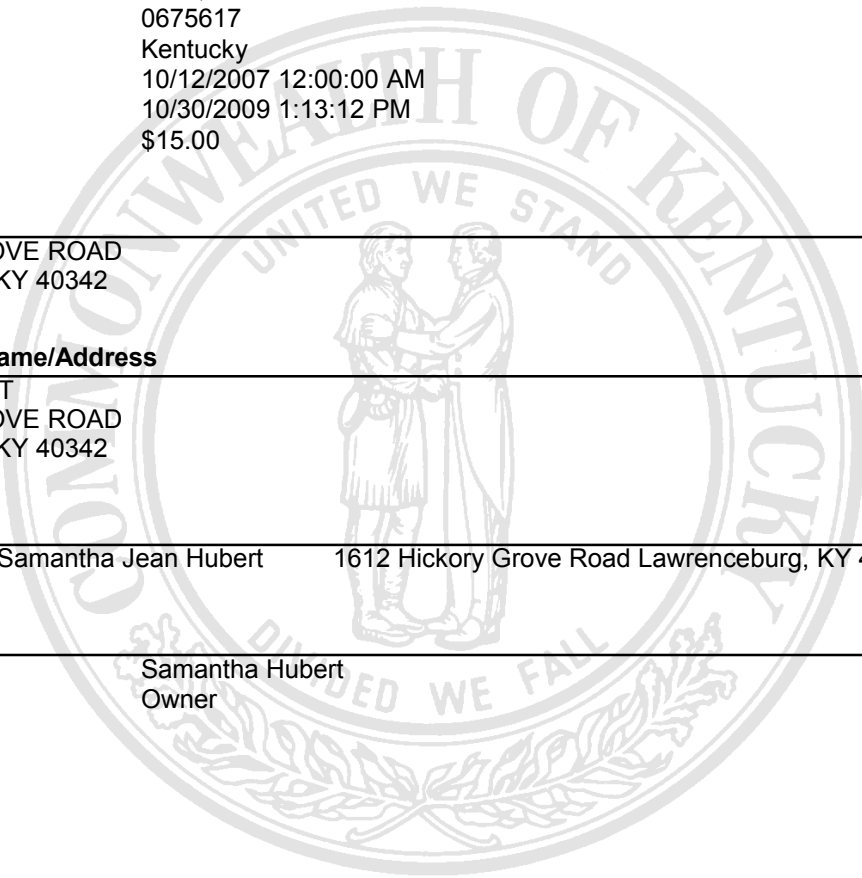 0675617
Kentucky
10/12/2007 12:00:00 AM
10/30/2009 1:13:12 PM
$15.00
OVE ROAD
KY 40342
ame/Address
T
OVE ROAD
KY 40342
Samantha Jean Hubert 1612 Hickory Grove Road Lawrenceburg, KY 4
Samantha Hubert
Owner
COMMONWEALTH OF KENTUCKY
UNITED WE STAND
DIVIDED WE FALL